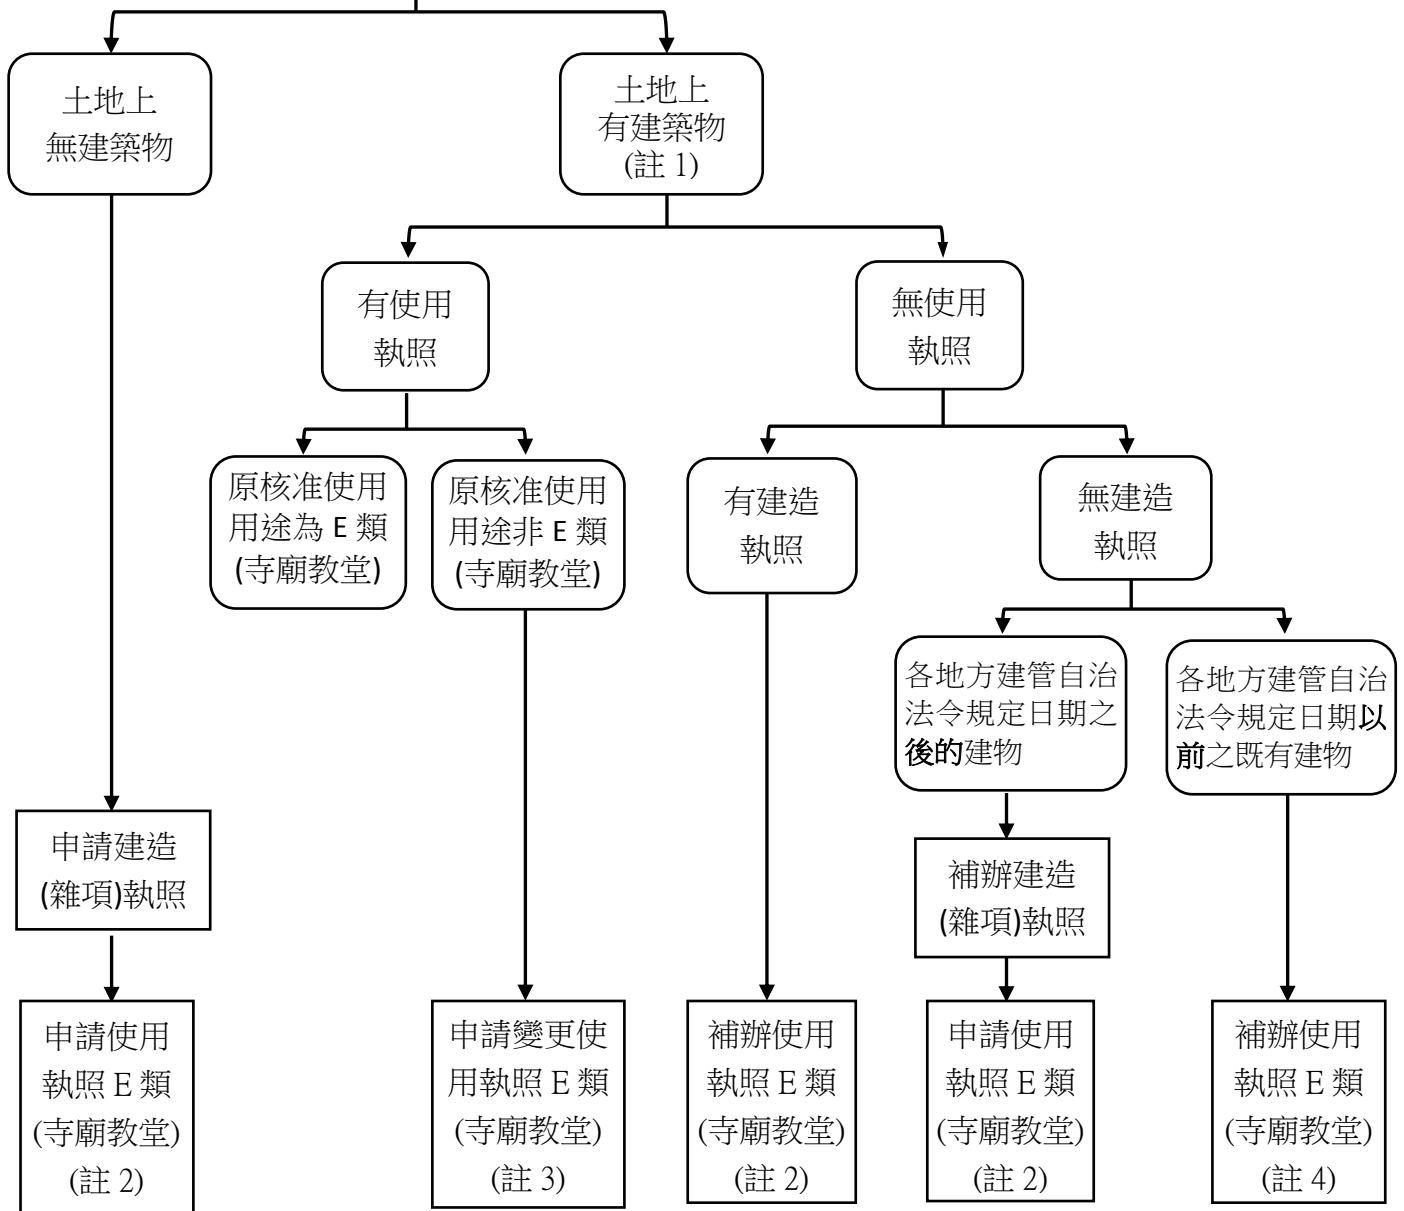 土地上
無建築物
土地上
有建築物
(註 1)
有使用
執照
無使用
執照
原核准使用
用途為 E 類
(寺廟教堂)
原核准使用
用途非 E 類
(寺廟教堂)
有建造
執照
無建造
執照
各地方建管自治
法令規定日期之
後的建物
各地方建管自治
法令規定日期以
前之既有建物
申請建造
(雜項)執照
補辦建造
(雜項)執照
申請使用
執照 E 類
(寺廟教堂)
(註 2)
申請變更使
用執照 E 類
(寺廟教堂)
(註 3)
補辦使用
執照 E 類
(寺廟教堂)
(註 2)
申請使用
執照 E 類
(寺廟教堂)
(註 2)
補辦使用
執照 E 類
(寺廟教堂)
(註 4)